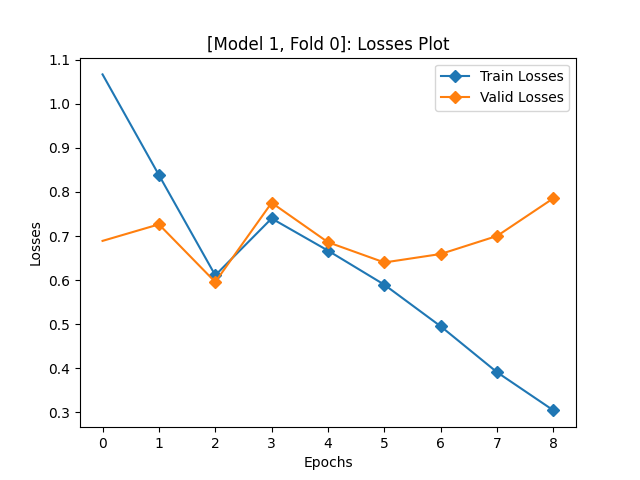 [Model 1, Fold 0]: Losses Plot
Train Losses
Valid Losses
Losses
1.1
1.0
0.9
0.8
0.7
0.6
0.5
0.4
0.3
0 1 2 3 4 5 6 7 8
Epochs